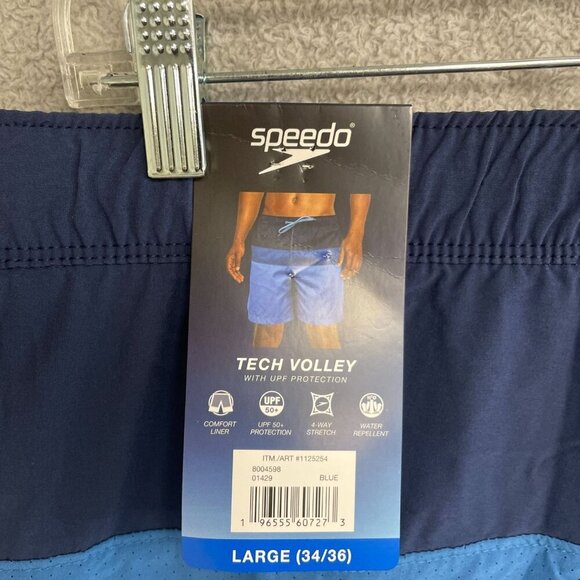 speedo®
TECH VOLLEY
WITH UPF PROTECTION
UPF
50+
H²O
COMFORT
LINER
UPF 50+
PROTECTION
4-WAY
STRETCH
WATER
REPELLENT
ITM./ART #1125254
8004598
01429 BLUE
1 96555 60727 3
LARGE (34/36)